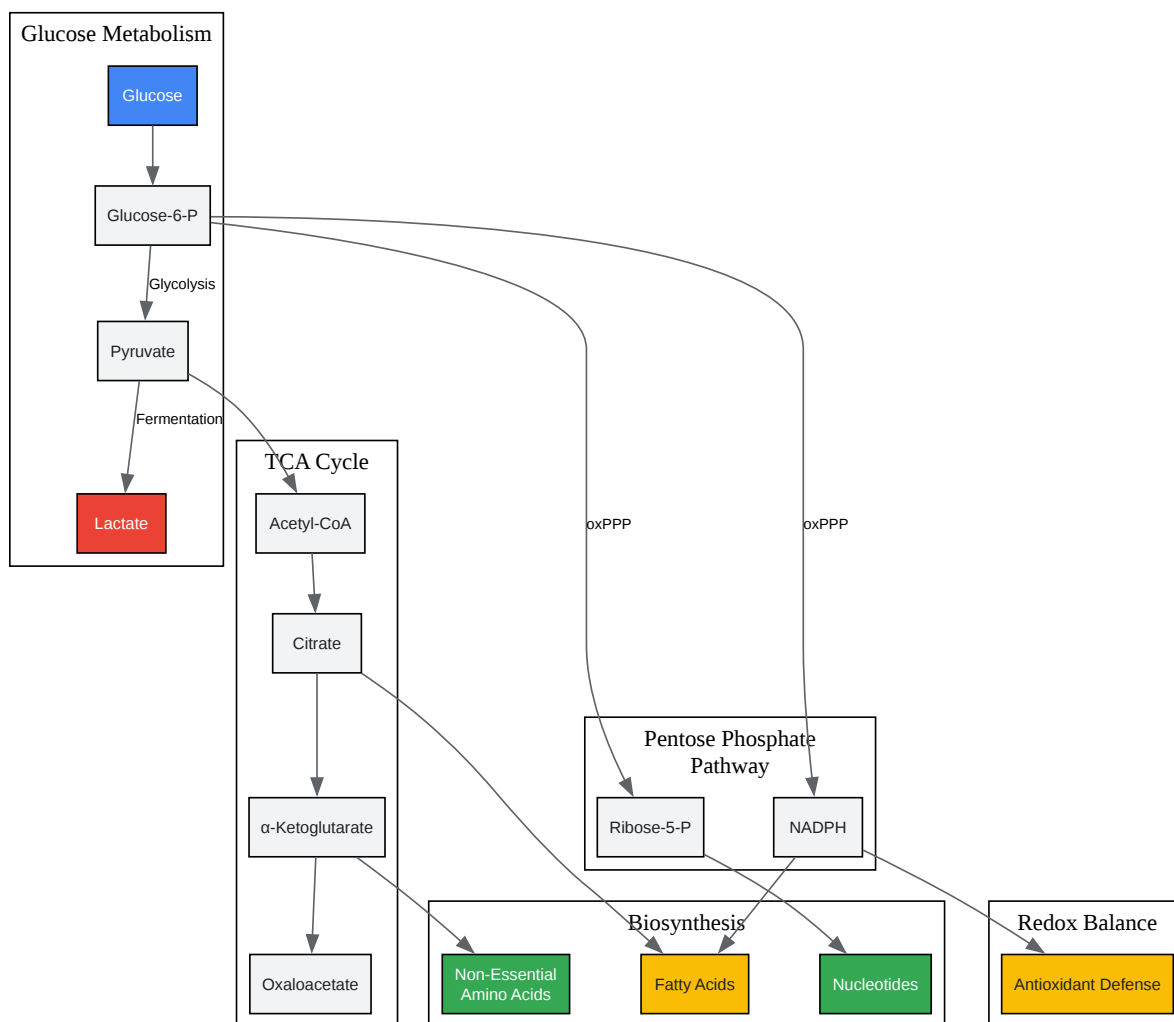 Glucose Metabolism
Glucose
Glucose-6-P
Glycolysis
Pyruvate
Fermentation
TCA Cycle
Lactate
Acetyl-CoA
oxPPP
oxPPP
Citrate
Pentose Phosphate
Pathway
α-Ketoglutarate
Ribose-5-P
NADPH
Biosynthesis
Redox Balance
Oxaloacetate
Non-Essential
Amino Acids
Fatty Acids
Nucleotides
Antioxidant Defense